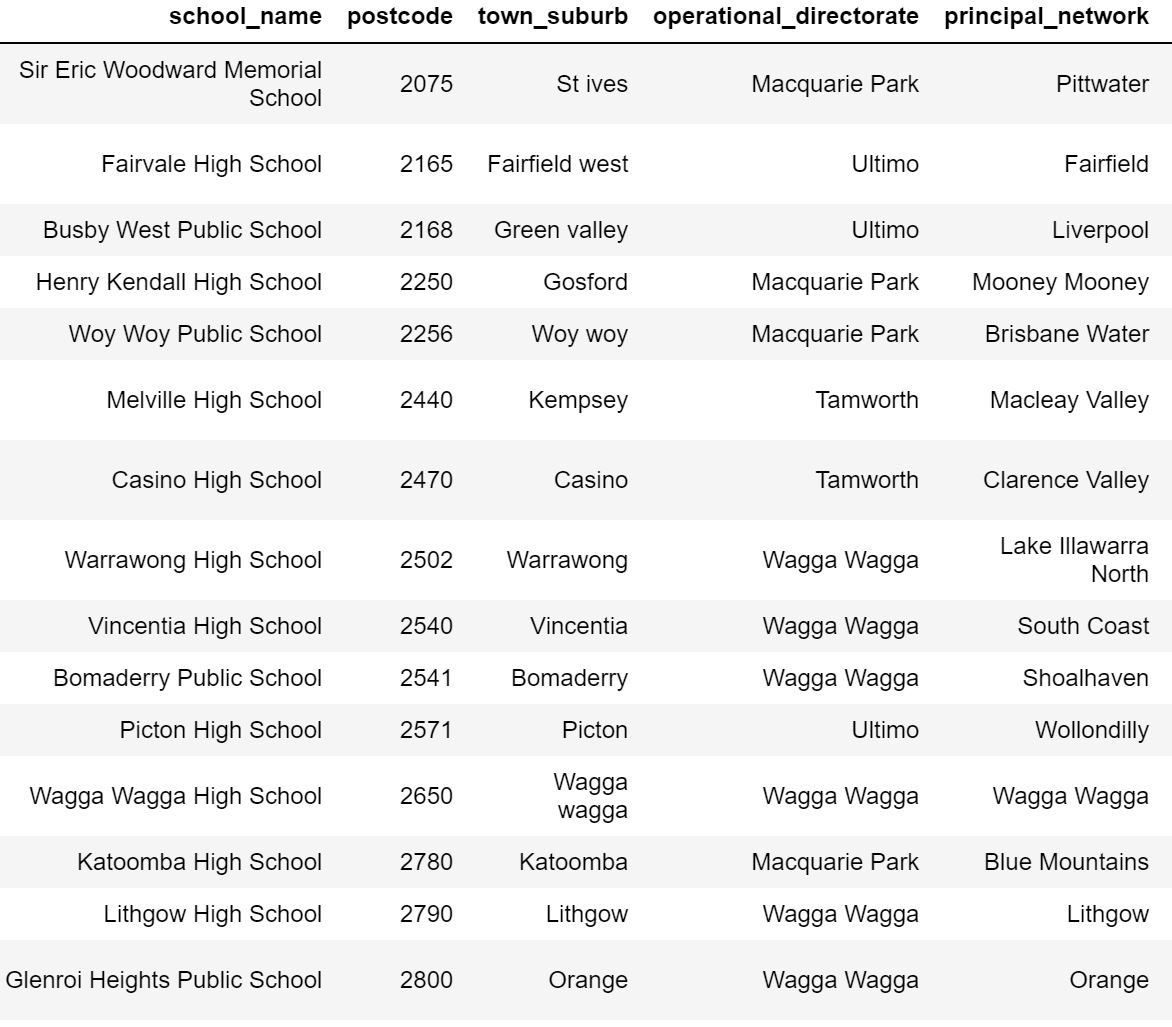 school_name postcode town_suburb operational_directorate principal_network
Sir Eric Woodward Memorial
School 2075 St ives Macquarie Park Pittwater
Fairvale High School 2165 Fairfield west Ultimo Fairfield
Busby West Public School 2168 Green valley Ultimo Liverpool
Henry Kendall High School 2250 Gosford Macquarie Park Mooney Mooney
Woy Woy Public School 2256 Woy woy Macquarie Park Brisbane Water
Melville High School 2440 Kempsey Tamworth Macleay Valley
Casino High School 2470 Casino Tamworth Clarence Valley
Warrawong High School 2502 Warrawong Wagga Wagga Lake Illawarra
North
Vincentia High School 2540 Vincentia Wagga Wagga South Coast
Bomaderry Public School 2541 Bomaderry Wagga Wagga Shoalhaven
Picton High School 2571 Picton Ultimo Wollondilly
Wagga Wagga High School 2650 Wagga
wagga Wagga Wagga Wagga Wagga
Katoomba High School 2780 Katoomba Macquarie Park Blue Mountains
Lithgow High School 2790 Lithgow Wagga Wagga Lithgow
Glenroi Heights Public School 2800 Orange Wagga Wagga Orange